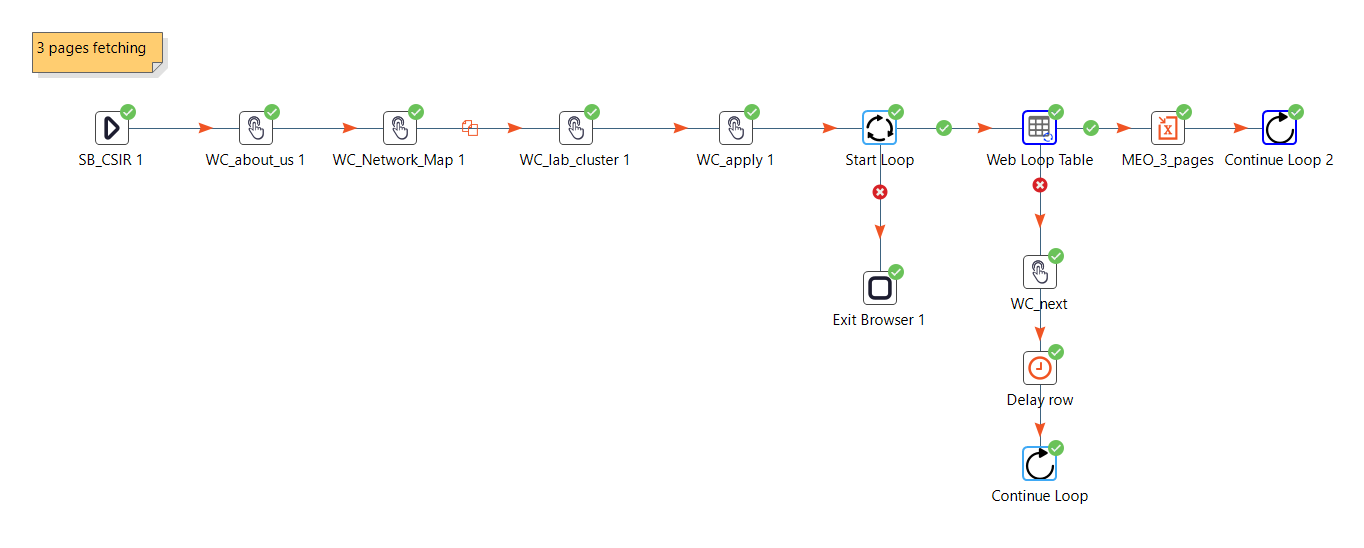 3 pages fetching
SB_CSIR 1
WC_about_us 1
WC_Network_Map 1
WC_lab_cluster 1
WC_apply 1
Start Loop
Web Loop Table
MEO_3_pages
Continue Loop 2
Exit Browser 1
WC_next
Delay row
Continue Loop